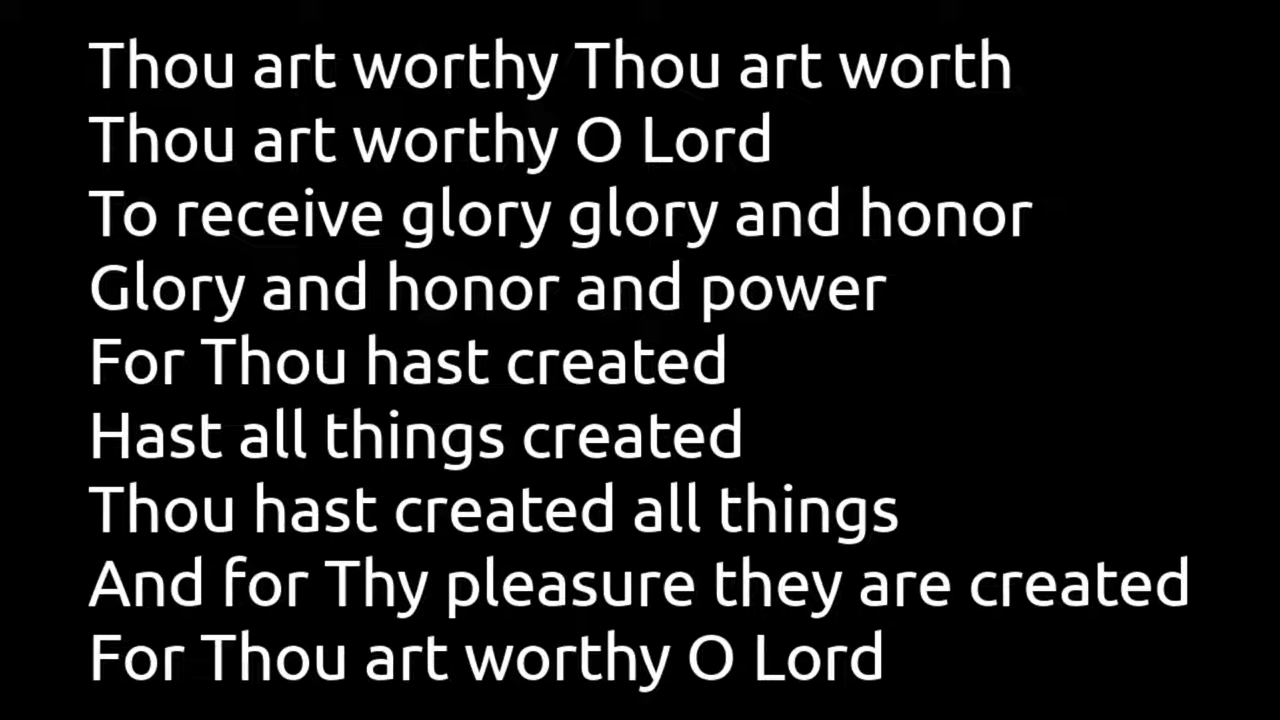 Thou art worthy Thou art worth
Thou art worthy O Lord
To receive glory glory and honor
Glory and honor and power
For Thou hast created
Hast all things created
Thou hast created all things
And for Thy pleasure they are created
For Thou art worthy O Lord